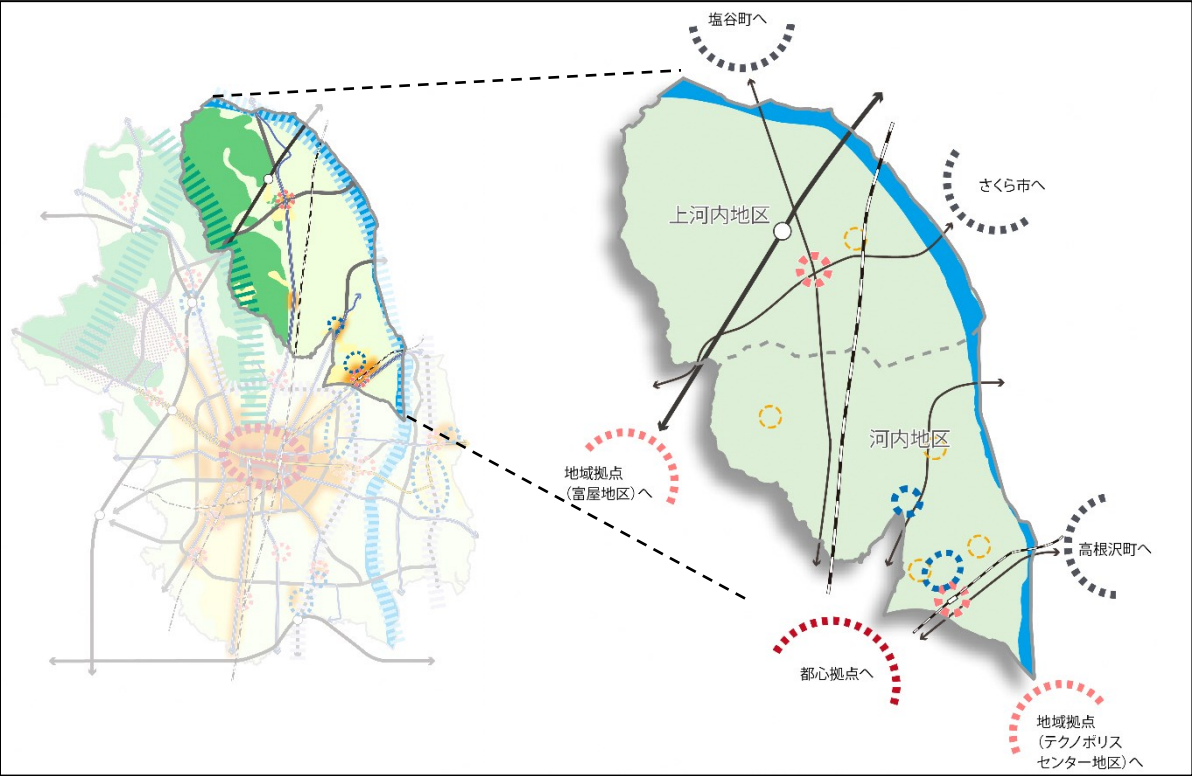 塩谷町へ
さくら市へ
上河内地区
河内地区
地域拠点
（富屋地区）へ
高根沢町へ
都心拠点へ
地域拠点
（テクノポリス
センター地区）へ